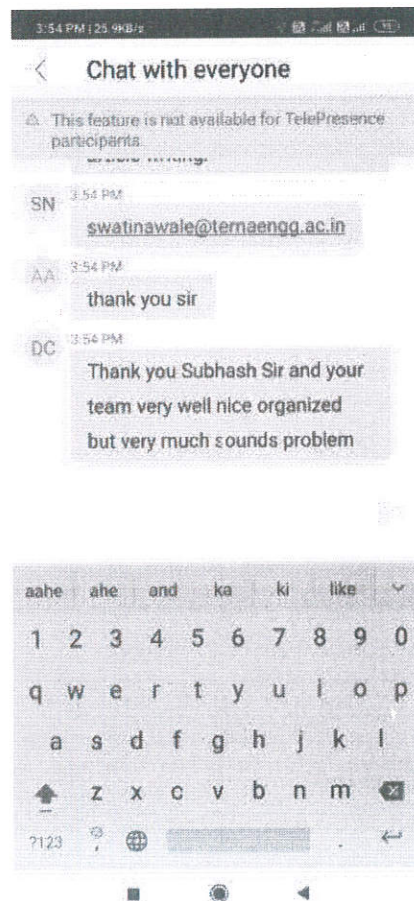 3:54 PM | 25.9KB/s
Chat with everyone
This feature is not available for TelePresence
participants.
SN
3:54 PM
swatinawale@ternaengg.ac.in
AA
3:54 PM
thank you sir
DC
3:54 PM
Thank you Subhash Sir and your
team very well nice organized
but very much sounds problem
aahe ahe and ka ki like
1 2 3 4 5 6 7 8 9 0
q w e r t y u i o p
a s d f g h j k l
z x c v b n m
?123 , .